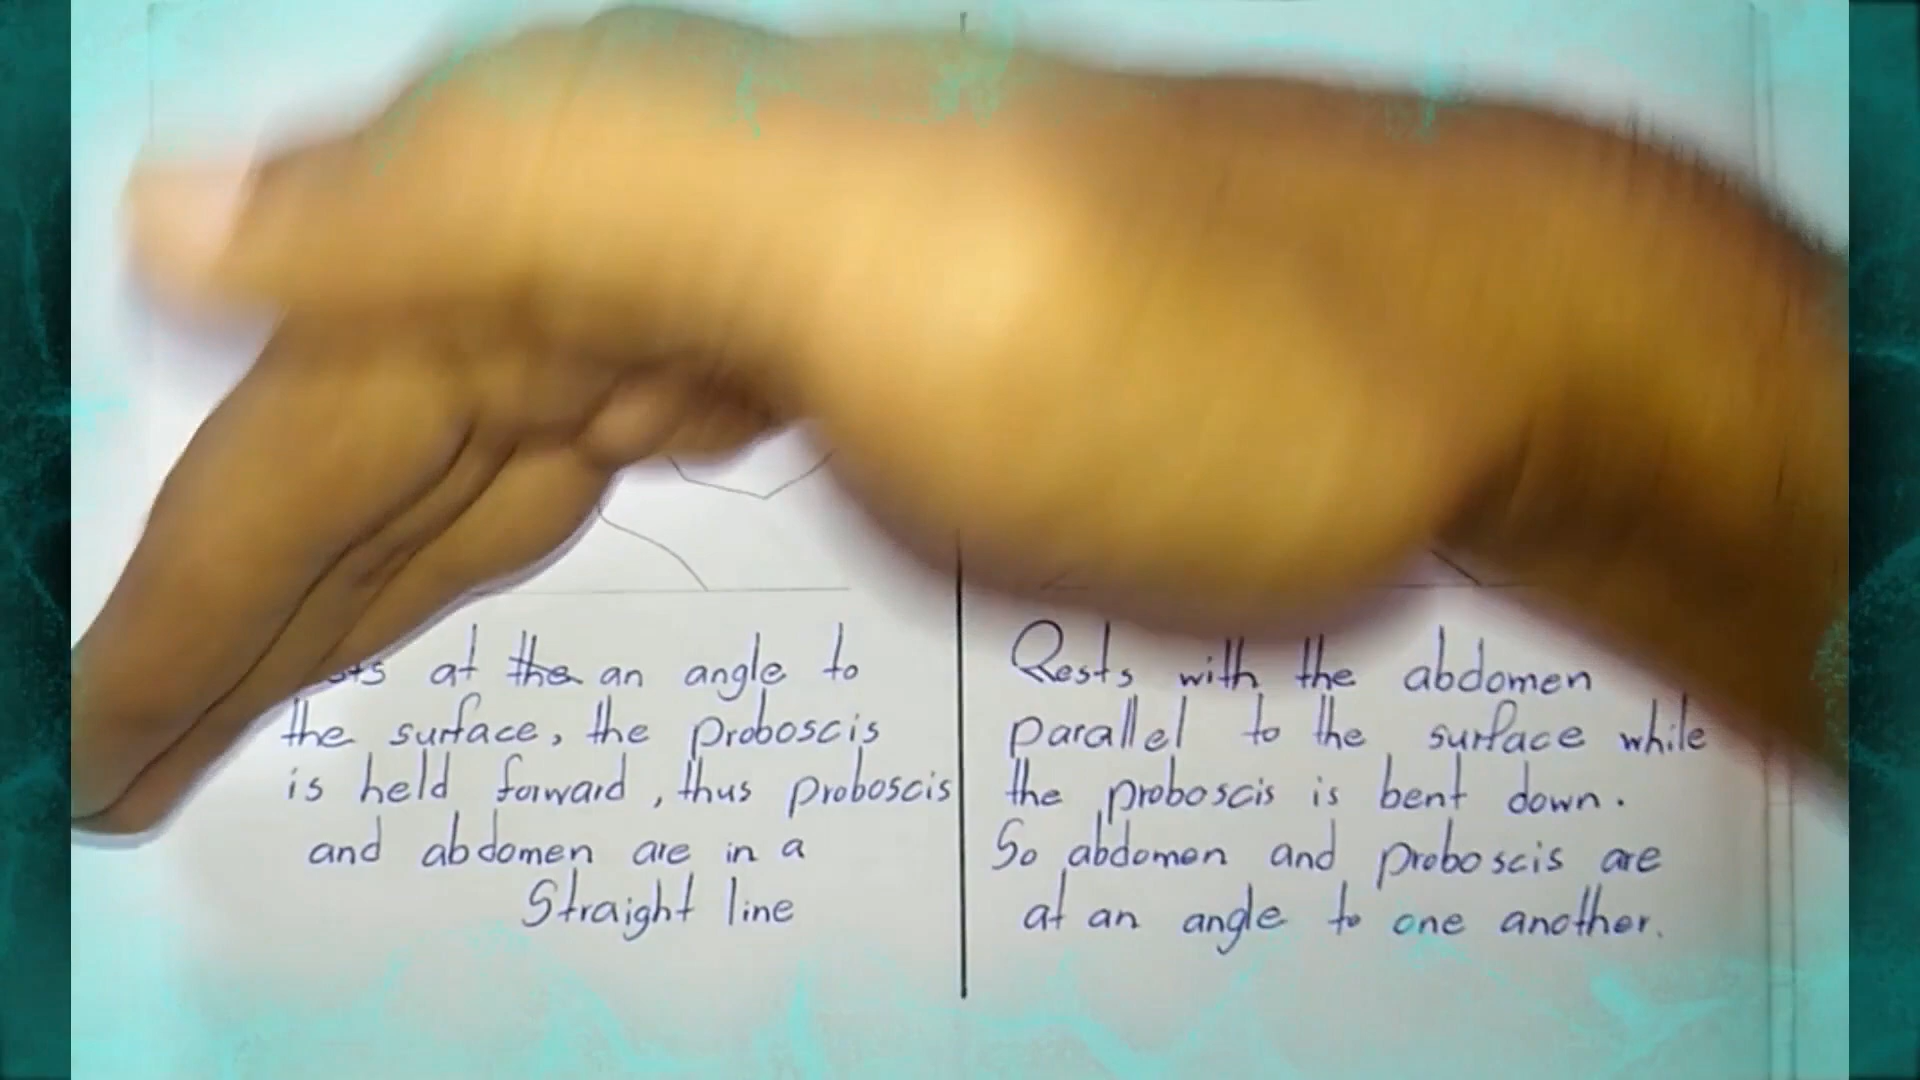 at the an angle to
the surface, the proboscis
is held forward, thus proboscis
and abdomen are in a
Straight line
Rests with the abdomen
parallel to the surface while
the proboscis is bent down.
So abdomen and proboscis are
at an angle to one another.